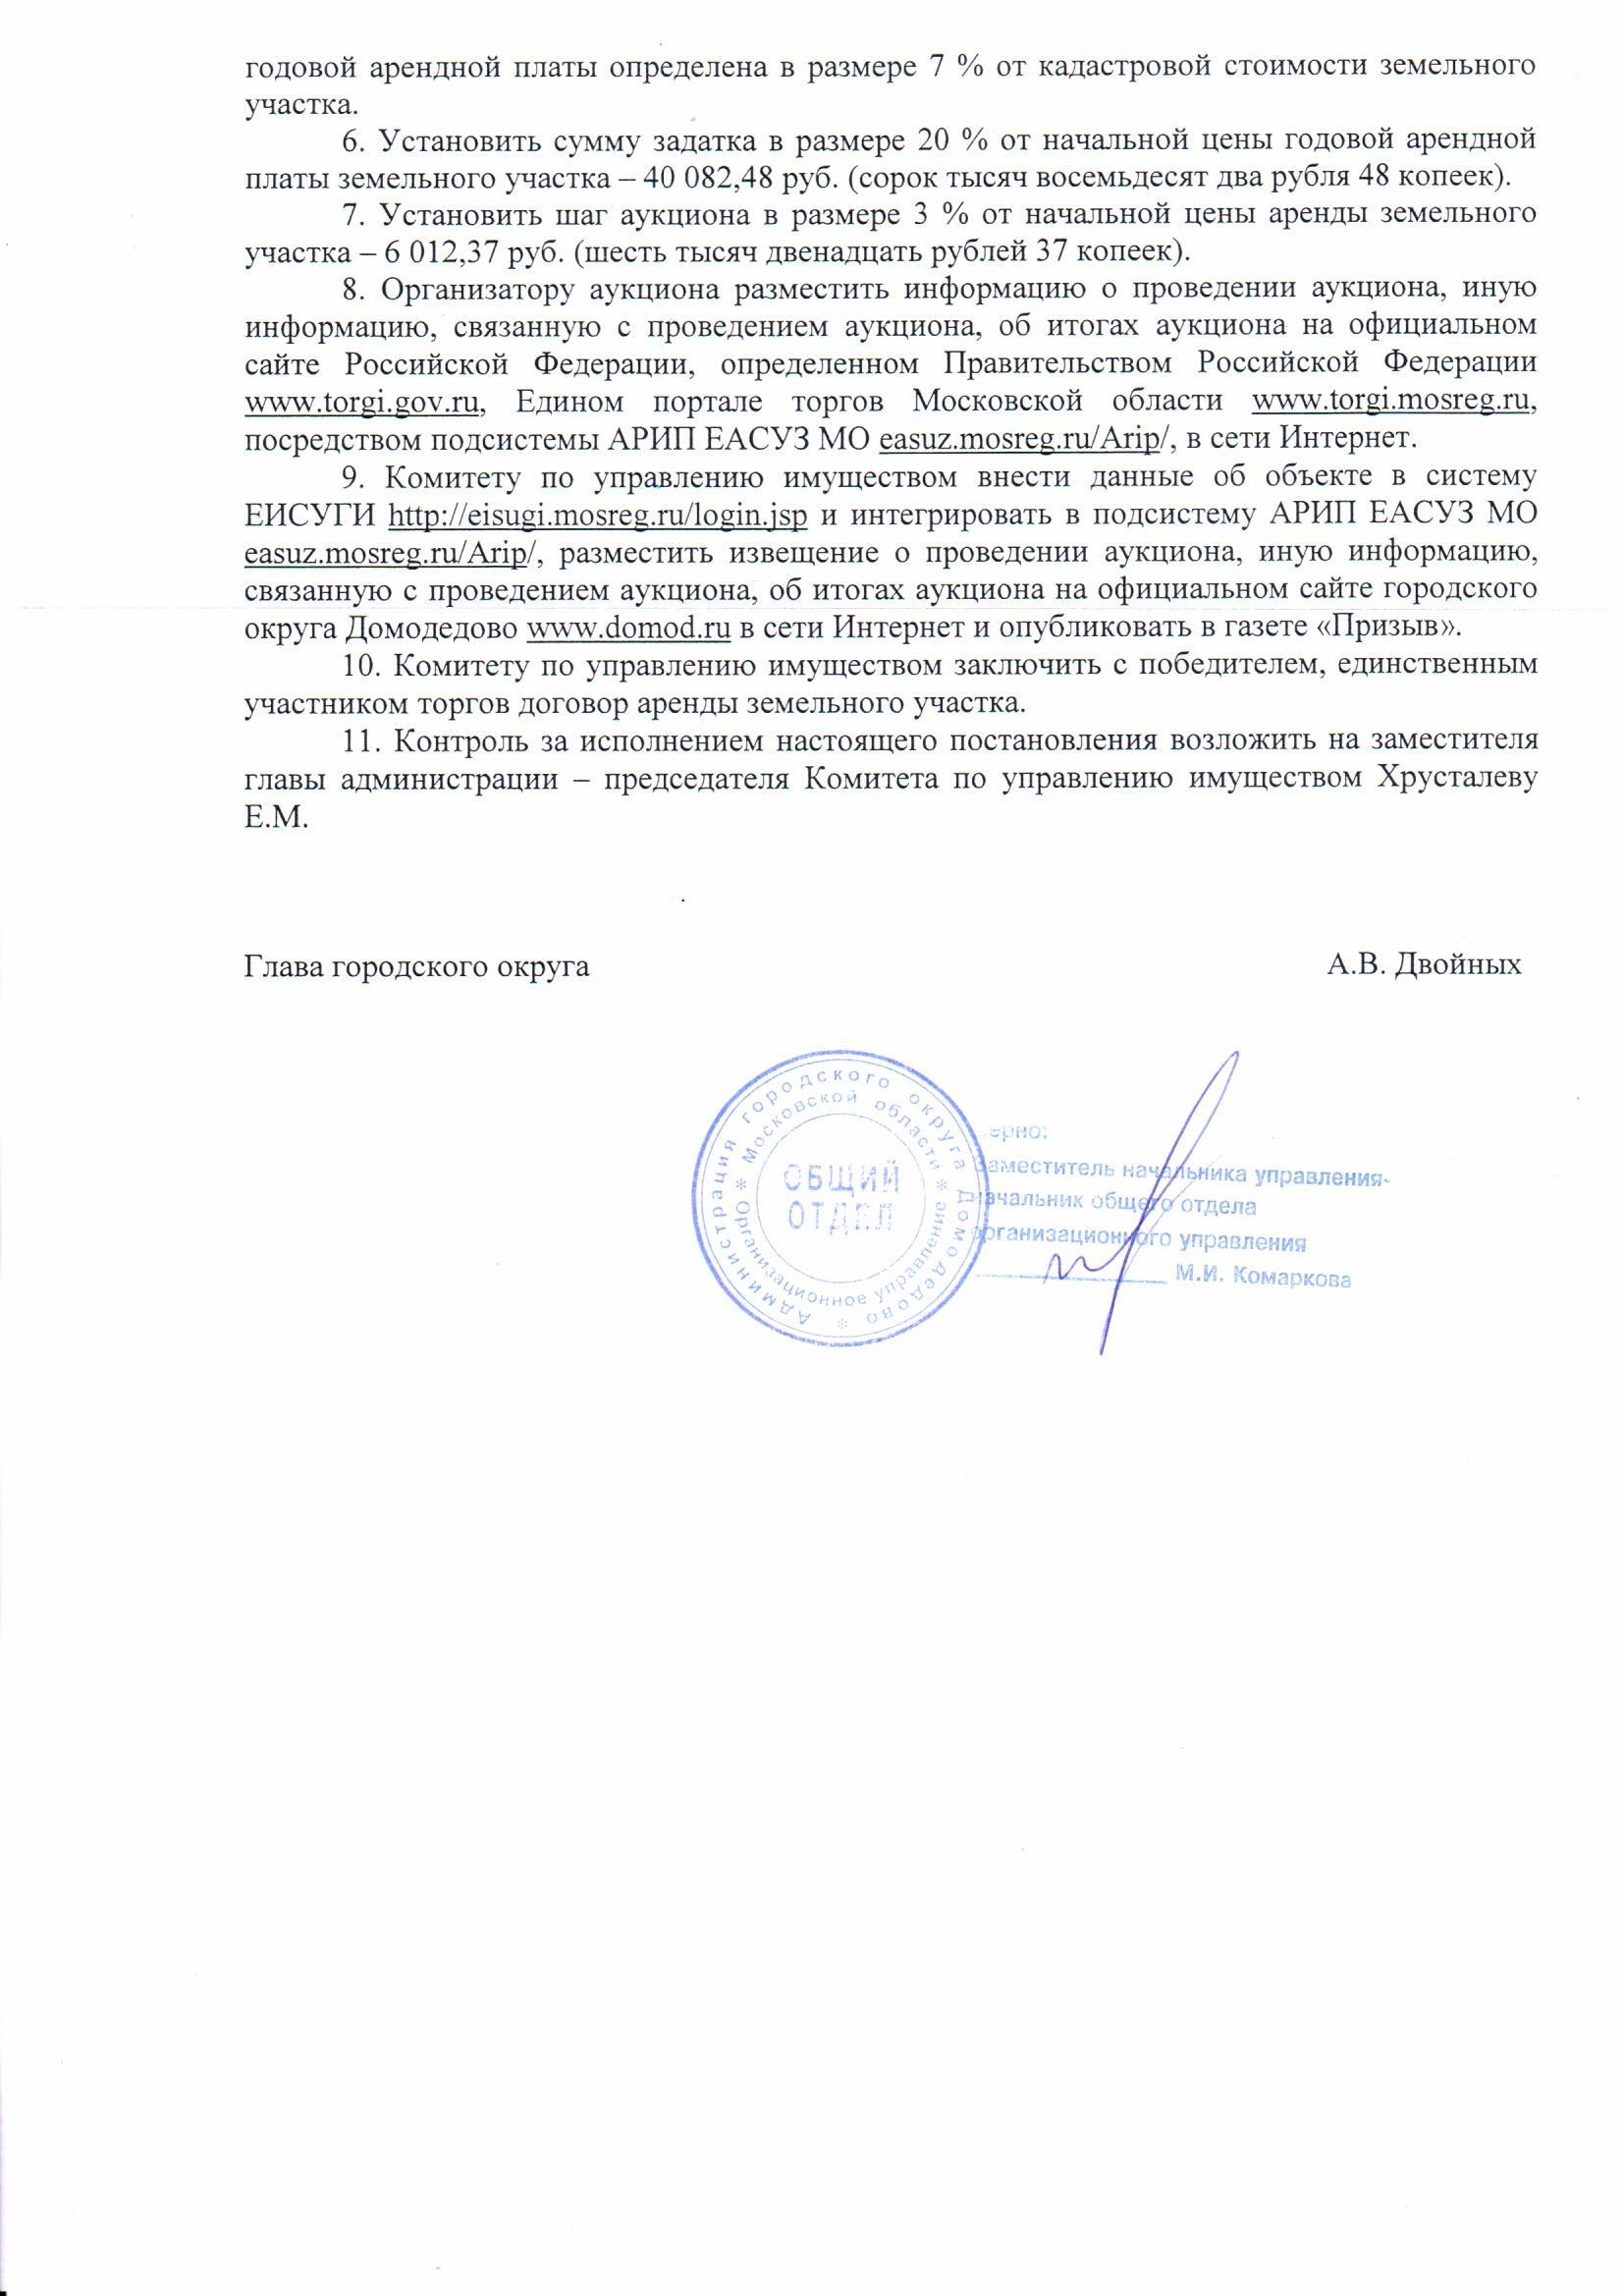 годовой арендной платы определена в размере 7 % от кадастровой стоимости земельного
участка.
6. Установить сумму задатка в размере 20 % от начальной цены годовой арендной
платы земельного участка – 40 082,48 руб. (сорок тысяч восемьдесят два рубля 48 копеек).
7. Установить шаг аукциона в размере 3 % от начальной цены аренды земельного
участка – 6 012,37 руб. (шесть тысяч двенадцать рублей 37 копеек).
8. Организатору аукциона разместить информацию о проведении аукциона, иную
информацию, связанную с проведением аукциона, об итогах аукциона на официальном
сайте Российской Федерации, определенном Правительством Российской Федерации
www.torgi.gov.ru, Едином портале торгов Московской области www.torgi.mosreg.ru,
посредством подсистемы АРИП ЕАСУЗ МО easuz.mosreg.ru/Arip/, в сети Интернет.
9. Комитету по управлению имуществом внести данные об объекте в систему
ЕИСУГИ http://eisugi.mosreg.ru/login.jsp и интегрировать в подсистему АРИП ЕАСУЗ МО
easuz.mosreg.ru/Arip/, разместить извещение о проведении аукциона, иную информацию,
связанную с проведением аукциона, об итогах аукциона на официальном сайте городского
округа Домодедово www.domod.ru в сети Интернет и опубликовать в газете «Призыв».
10. Комитету по управлению имуществом заключить с победителем, единственным
участником торгов договор аренды земельного участка.
11. Контроль за исполнением настоящего постановления возложить на заместителя
главы администрации – председателя Комитета по управлению имуществом Хрусталеву
Е.М.
Глава городского округа А.В. Двойных
Администрация городского округа Домодедово *
* Московской области * Организационное управление
ОБЩИЙ
ОТДЕЛ
ерно:
Заместитель начальника управления-
начальник общего отдела
организационного управления
М.И. Комаркова